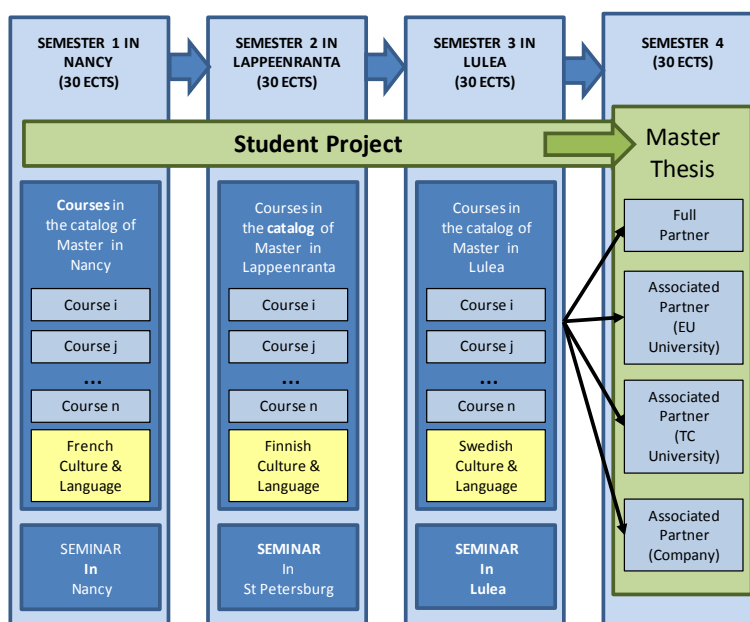 SEMESTER 1 IN
NANCY
(30 ECTS)
SEMESTER 2 IN
LAPPEENRANTA
(30 ECTS)
SEMESTER 3 IN
LULEA
(30 ECTS)
SEMESTER 4
(30 ECTS)
Student Project
Master
Thesis
Courses in
the catalog of
Master in
Nancy
Course i
Course j
...
Course n
French
Culture &
Language
SEMINAR
In
Nancy
Courses in
the catalog of
Master in
Lappeenranta
Course i
Course j
...
Course n
Finnish
Culture &
Language
SEMINAR
In
St Petersburg
Courses in
the catalog of
Master in
Lulea
Course i
Course j
...
Course n
Swedish
Culture &
Language
SEMINAR
In
Lulea
Full
Partner
Associated
Partner
(EU
University)
Associated
Partner
(TC
University)
Associated
Partner
(Company)